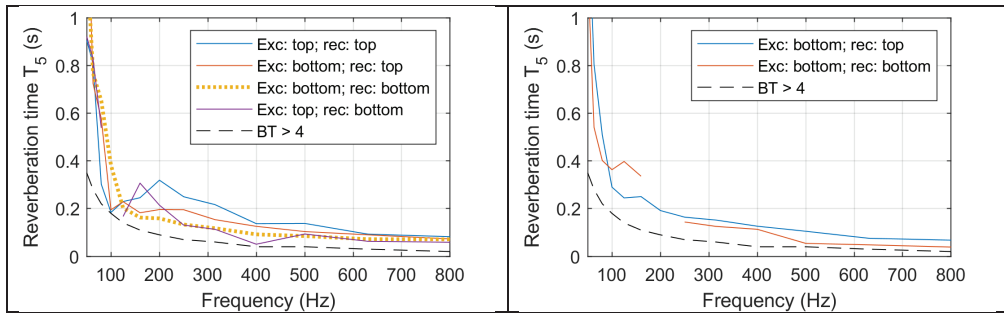 Reverberation time T5 (s)
1
0.8
0.6
0.4
0.2
0
Exc: top; rec: top
Exc: bottom; rec: top
Exc: bottom; rec: bottom
Exc: top; rec: bottom
BT > 4
100 200 300 400 500 600 700 800
Frequency (Hz)
Reverberation time T5 (s)
1
0.8
0.6
0.4
0.2
0
Exc: bottom; rec: top
Exc: bottom; rec: bottom
BT > 4
100 200 300 400 500 600 700 800
Frequency (Hz)